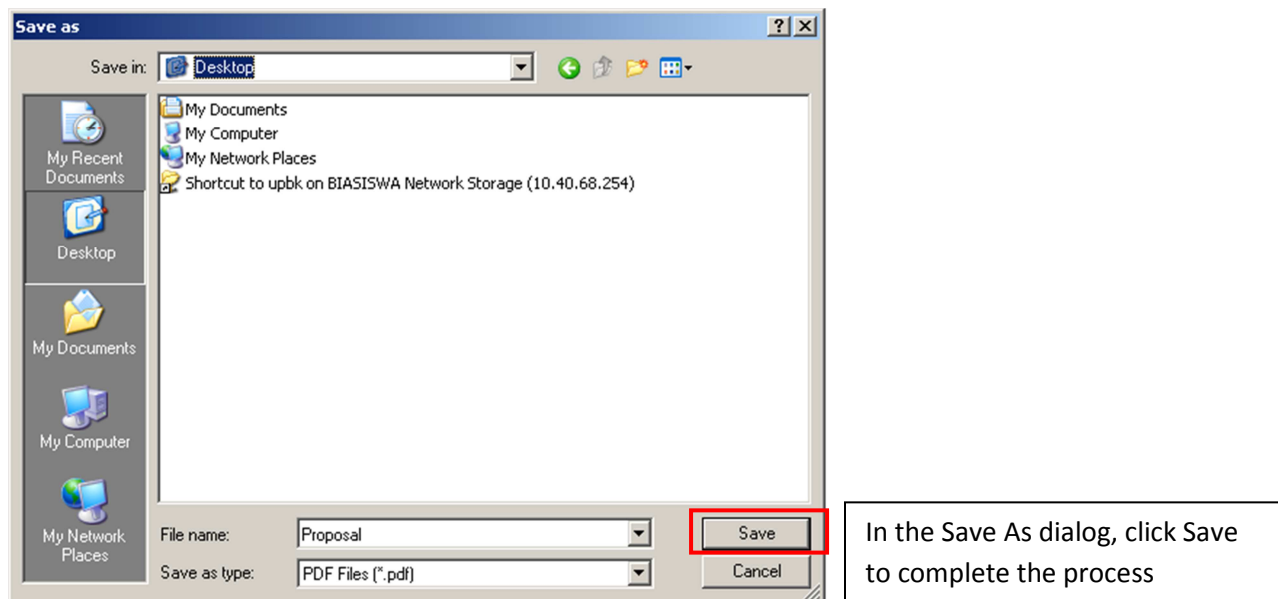 Save as
Save in: Desktop
My Recent
Documents
Desktop
My Documents
My Computer
My Network
Places
My Documents
My Computer
My Network Places
Shortcut to upbk on BIASISWA Network Storage (10.40.68.254)
File name: Proposal Save
Save as type: PDF Files (*.pdf) Cancel
In the Save As dialog, click Save
to complete the process